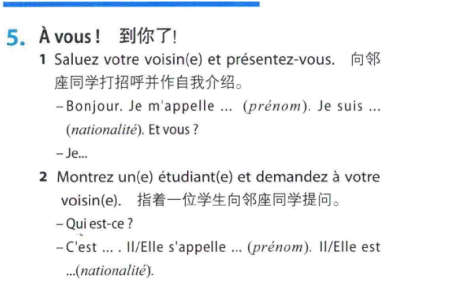 5. À vous ! 到你了!
1 Saluez votre voisin(e) et présentez-vous. 向邻
座同学打招呼并作自我介绍。
– Bonjour. Je m'appelle ... (prénom). Je suis ...
(nationalité). Et vous ?
– Je...
2 Montrez un(e) étudiant(e) et demandez à votre
voisin(e). 指着一位学生向邻座同学提问。
– Qui est-ce ?
– C'est ... . Il/Elle s'appelle ... (prénom). Il/Elle est
...(nationalité).